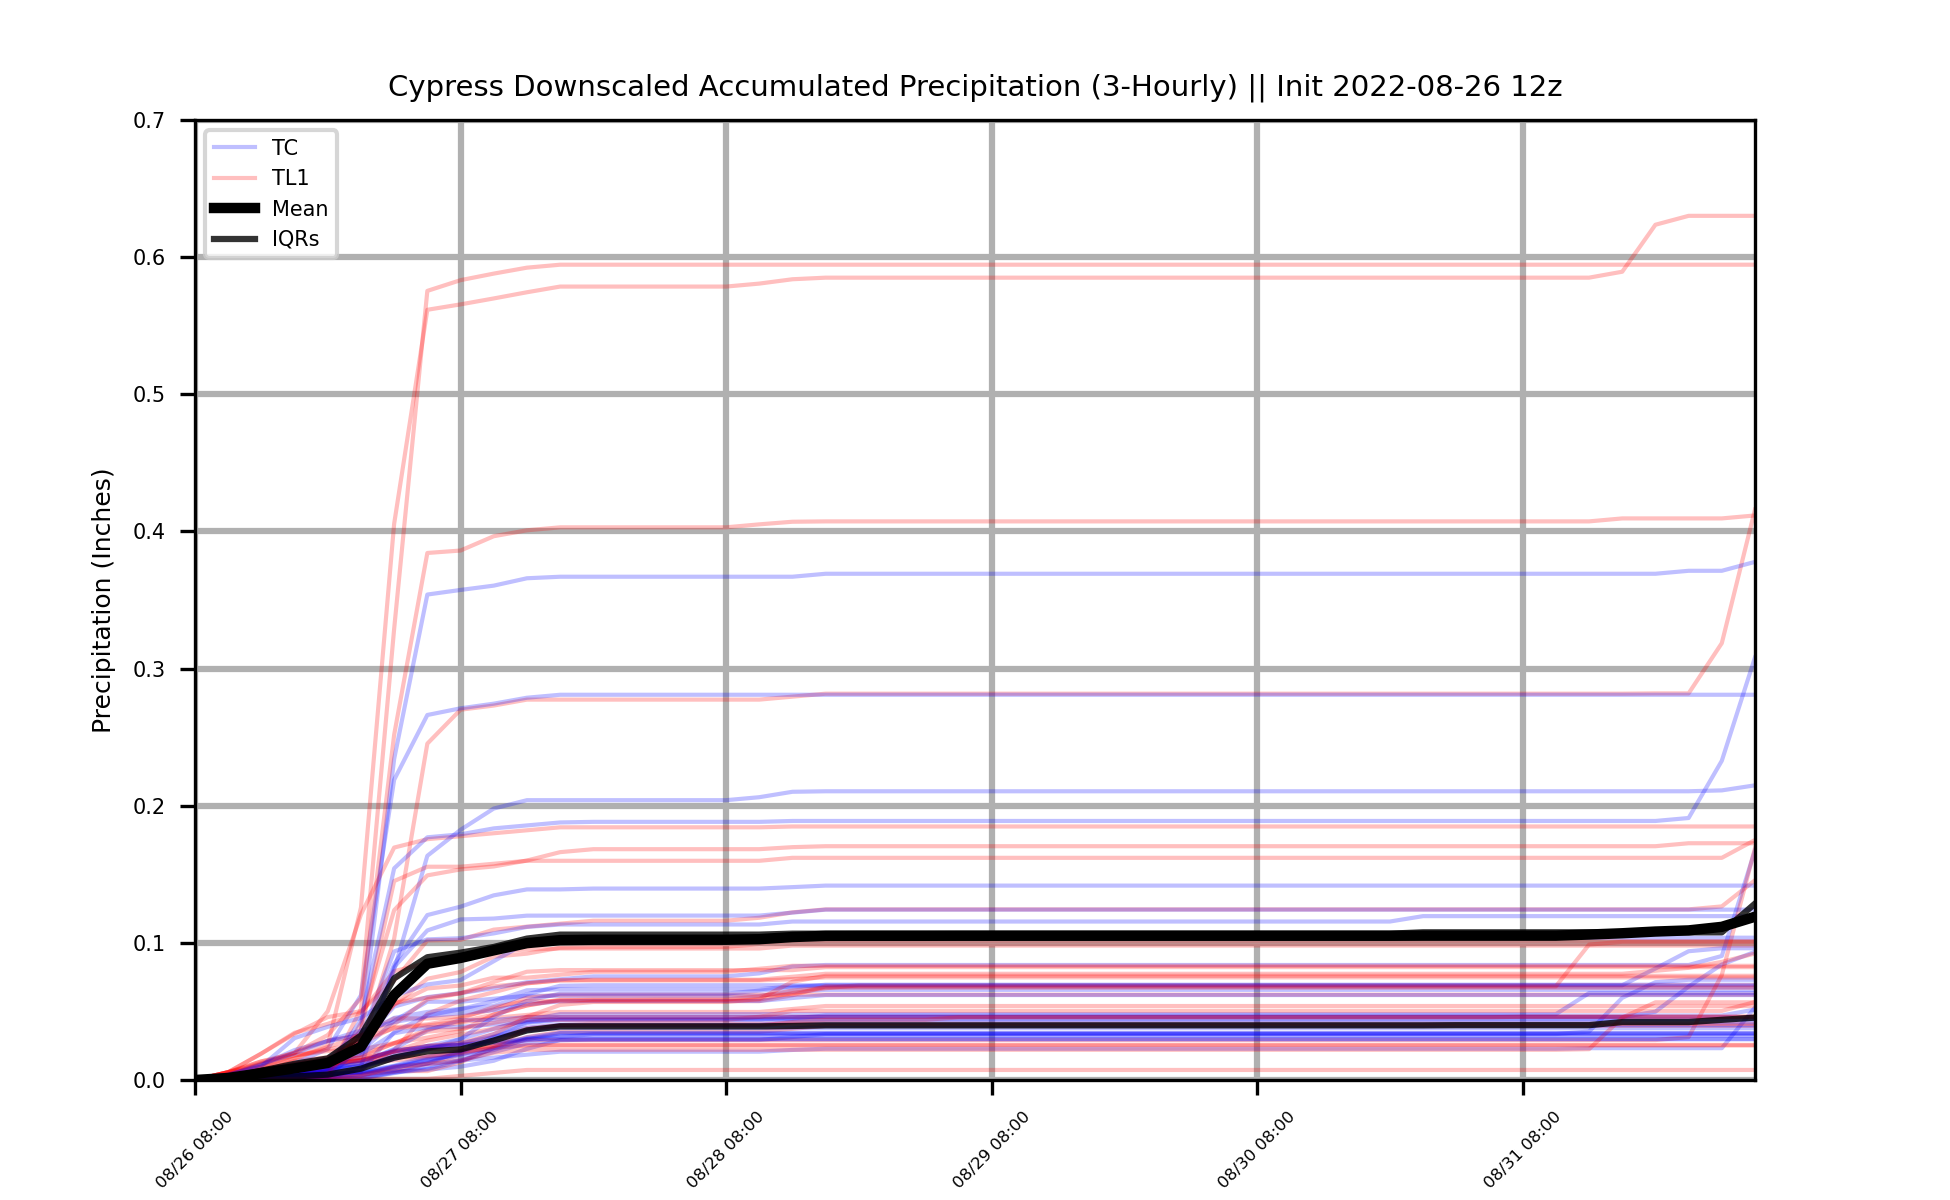 Cypress Downscaled Accumulated Precipitation (3-Hourly) || Init 2022-08-26 12z
0.7
0.6
0.5
0.4
0.3
0.2
0.1
0.0
Precipitation (Inches)
TC
TL1
Mean
IQRs
08/26 08:00
08/27 08:00
08/28 08:00
08/29 08:00
08/30 08:00
08/31 08:00